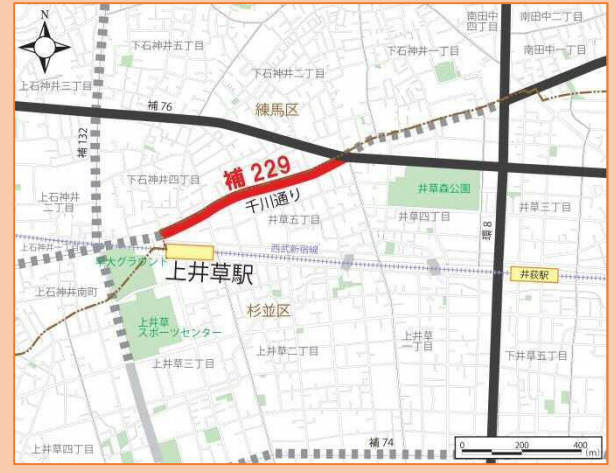 N
下石神井五丁目
南田中
四丁目
南田中二丁目
下石神井一丁目
南田中一丁目
上石神井三丁目
下石神井二丁目
補76
練馬区
補132
下石神井四丁目
補229
千川通り
井草森公園
上石神井
二丁目
井草五丁目
井草四丁目
井草三丁目
西武新宿線
井荻駅
上井草駅
上石神井南町
杉並区
上井草
スポーツセンター
上井草三丁目
上井草二丁目
上井草
一丁目
下井草五丁目
上井草四丁目
補74
0
200
400
(m)